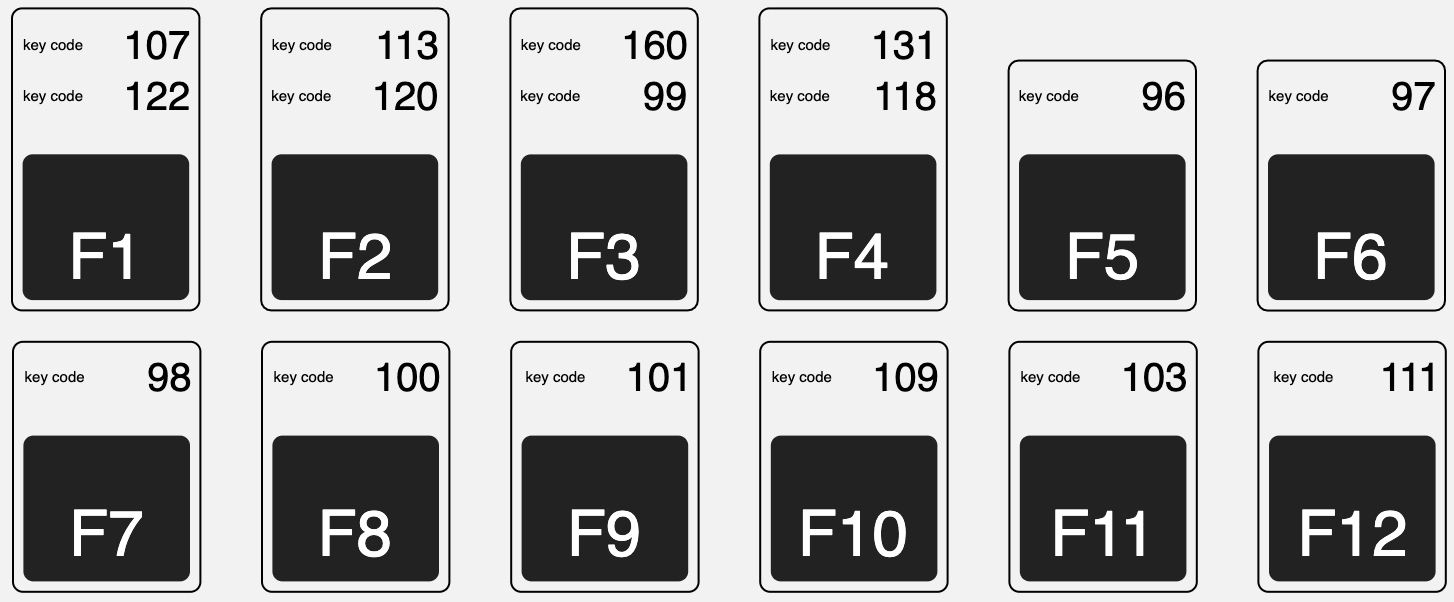 key code 107
key code 122
F1
key code 113
key code 120
F2
key code 160
key code 99
F3
key code 131
key code 118
F4
key code 96
F5
key code 97
F6
key code 98
F7
key code 100
F8
key code 101
F9
key code 109
F10
key code 103
F11
key code 111
F12